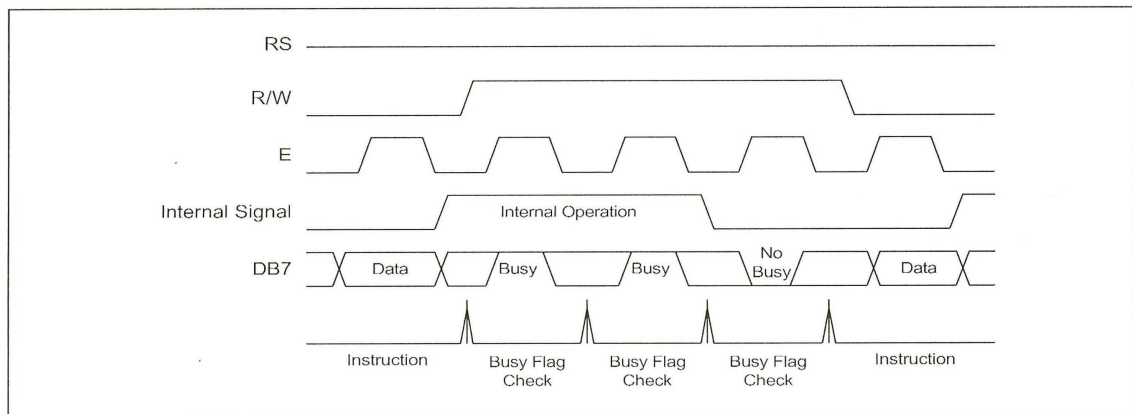 RS
R/W
E
Internal Signal
Internal Operation
DB7
Data
Busy
Busy
No
Busy
Data
Instruction
Busy Flag
Check
Busy Flag
Check
Busy Flag
Check
Instruction